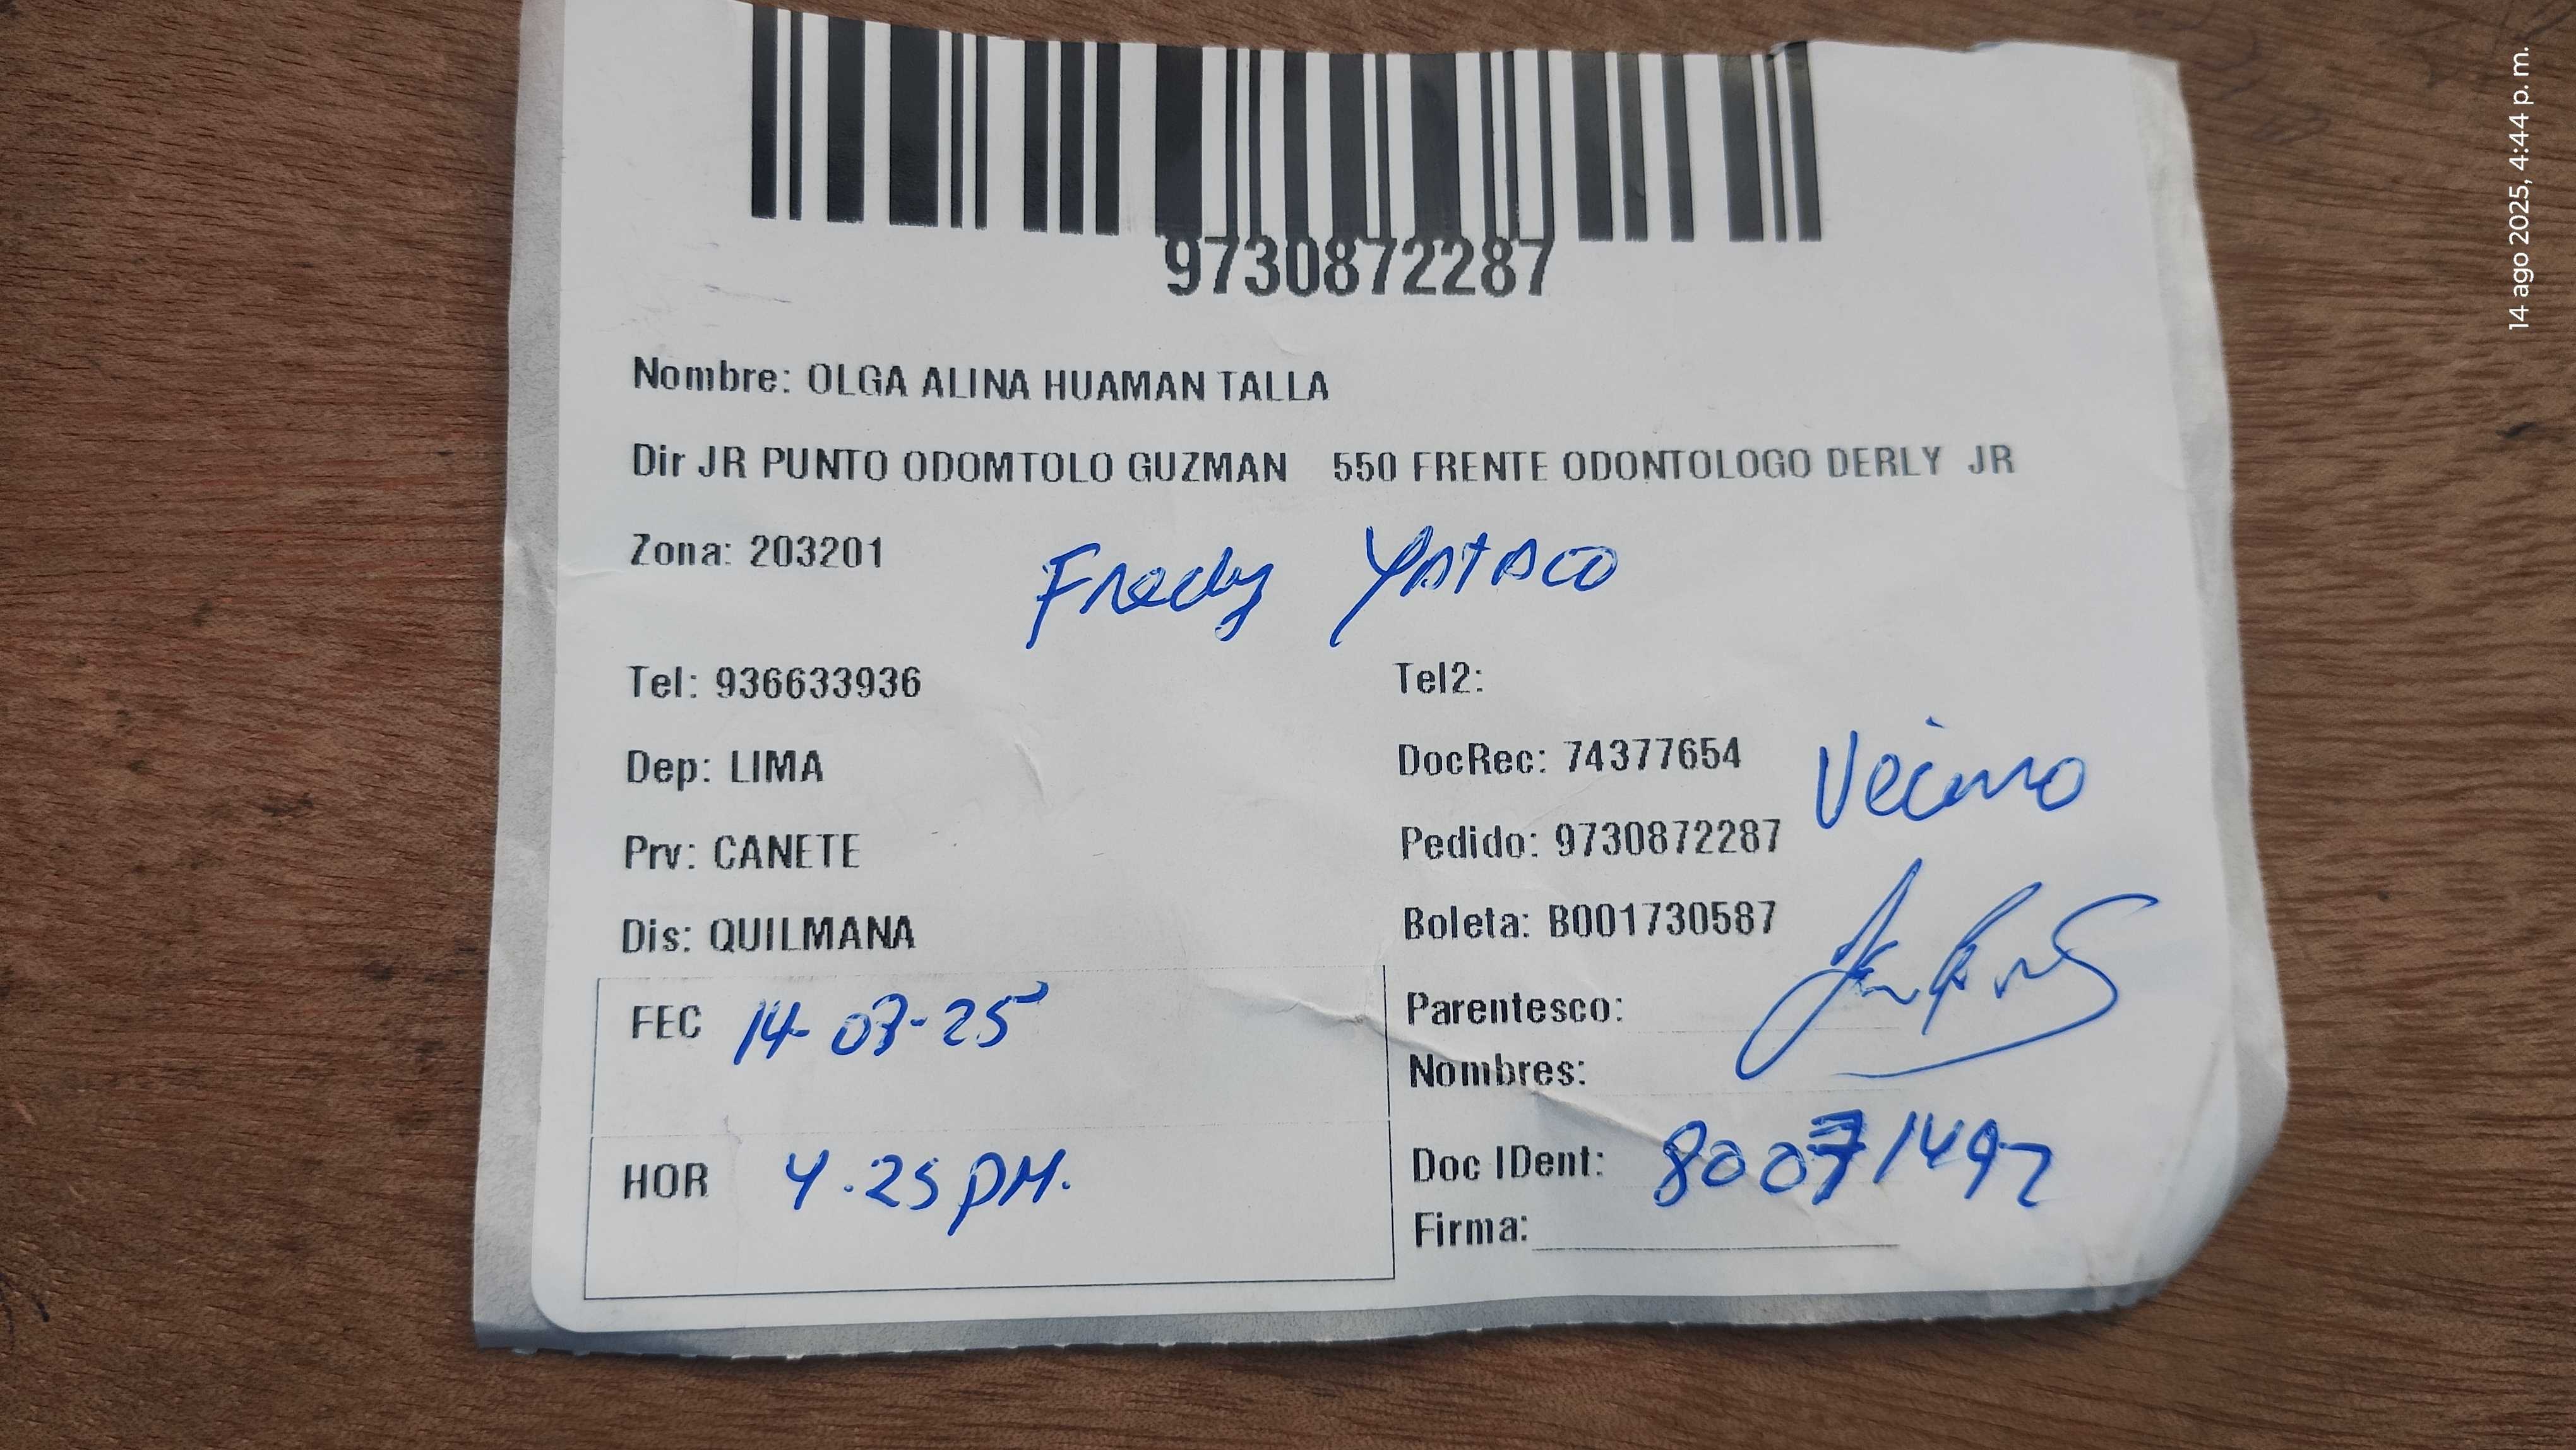 9730872287
Nombre: OLGA ALINA HUAMAN TALLA
Dir JR PUNTO ODOMTOLO GUZMAN 550 FRENTE ODONTOLOGO DERLY JR
Zona: 203201
Fredy YATACO
Tel: 936633936 Tel2:
Dep: LIMA DocRec: 74377654
Vecino
Prv: CANETE Pedido: 9730872287
Dis: QUILMANA Boleta: B001730587
FEC 14-08-25 Parentesco:
Nombres:
HOR 4.25 PM. Doc IDent: 80071497
Firma:
14 ago 2025, 4:44 p. m.